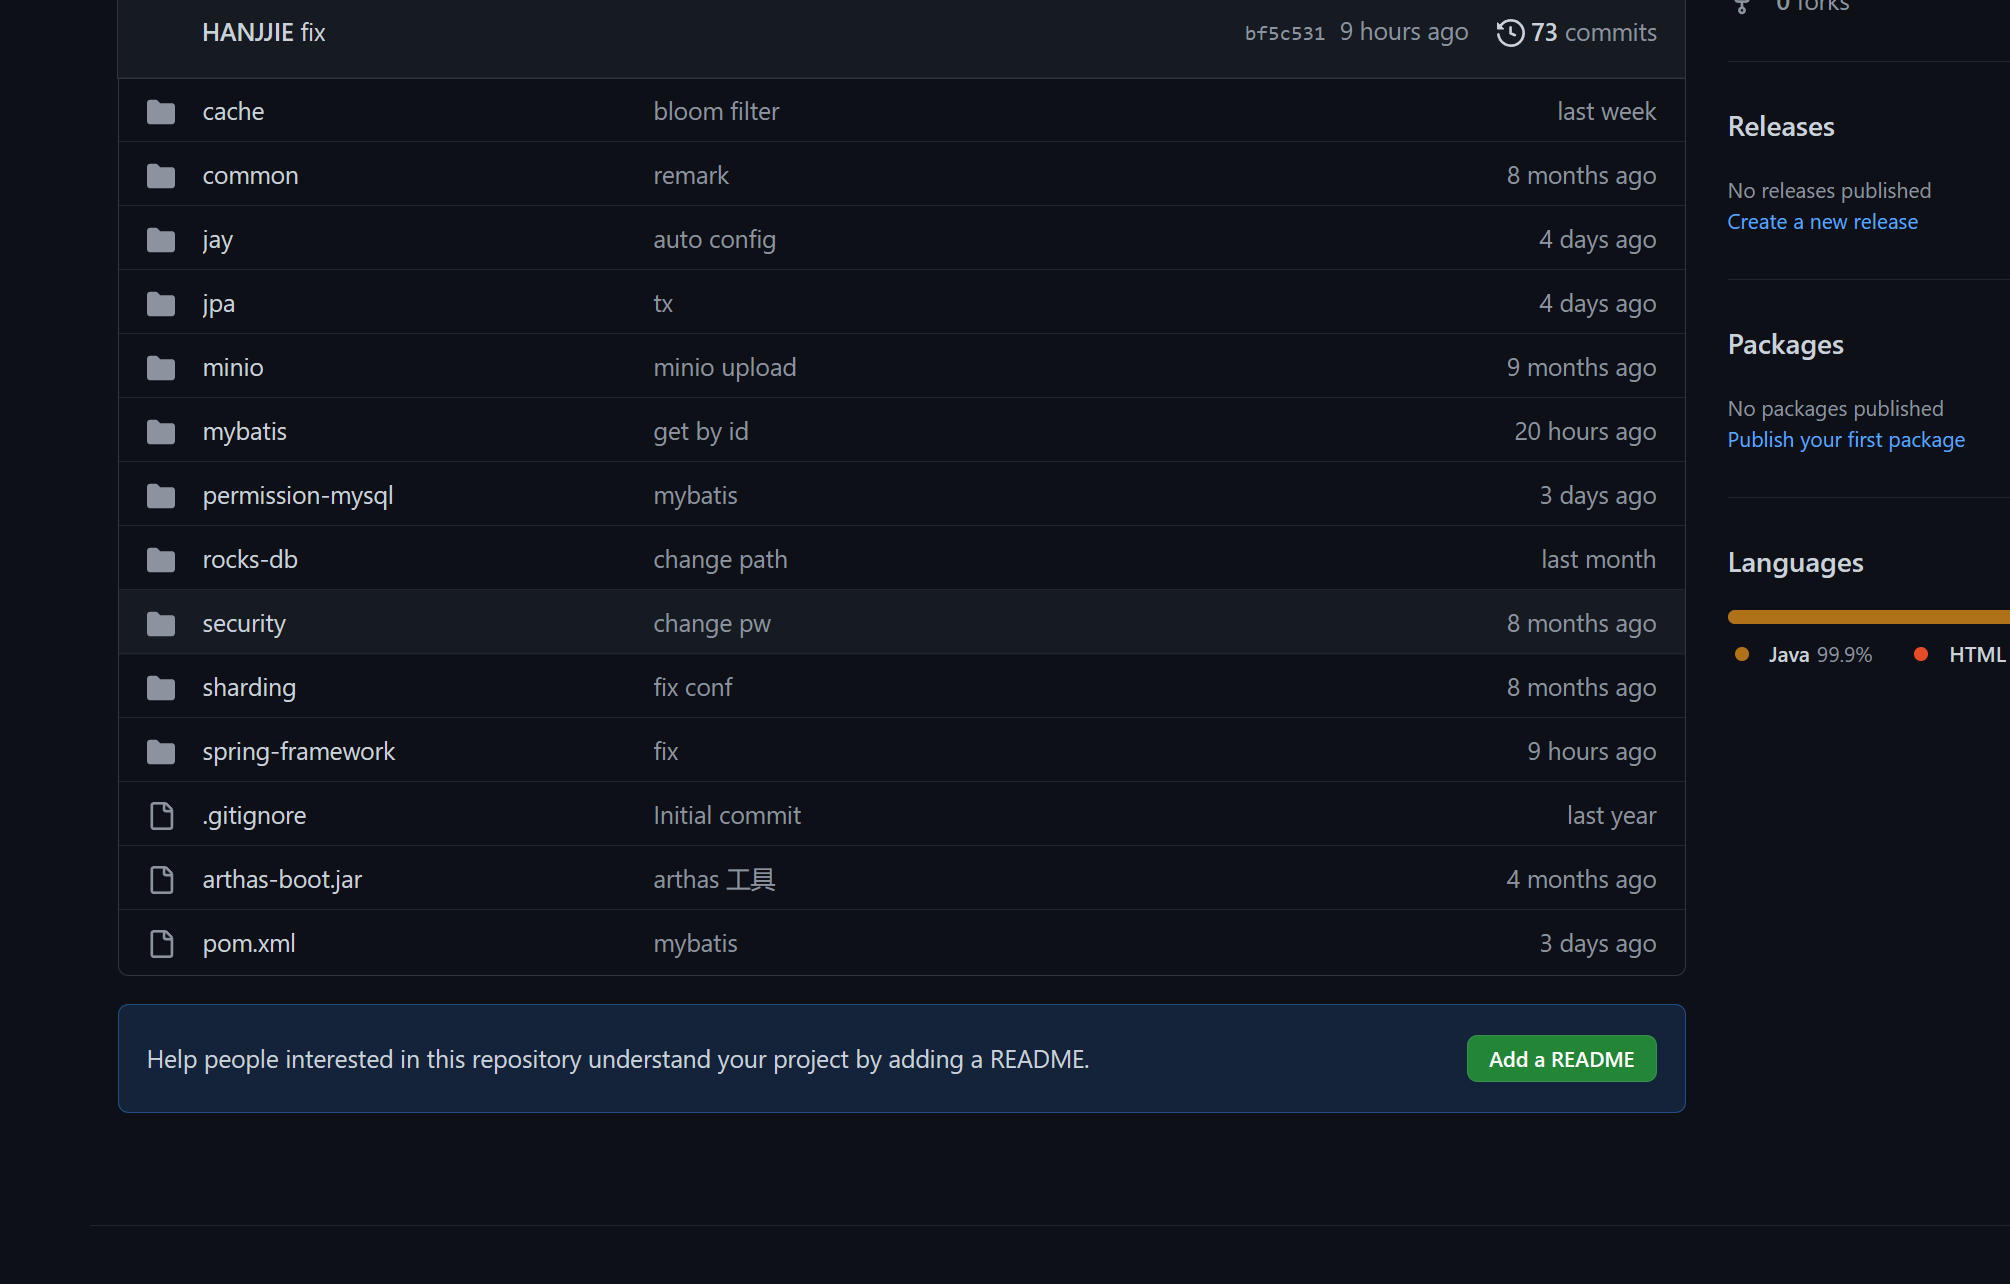 0 forks
HANJJIE fix bf5c531 9 hours ago 73 commits
cache bloom filter last week
common remark 8 months ago
jay auto config 4 days ago
jpa tx 4 days ago
minio minio upload 9 months ago
mybatis get by id 20 hours ago
permission-mysql mybatis 3 days ago
rocks-db change path last month
security change pw 8 months ago
sharding fix conf 8 months ago
spring-framework fix 9 hours ago
.gitignore Initial commit last year
arthas-boot.jar arthas 工具 4 months ago
pom.xml mybatis 3 days ago
Help people interested in this repository understand your project by adding a README. Add a README
Releases
No releases published
Create a new release
Packages
No packages published
Publish your first package
Languages
Java 99.9% HTML